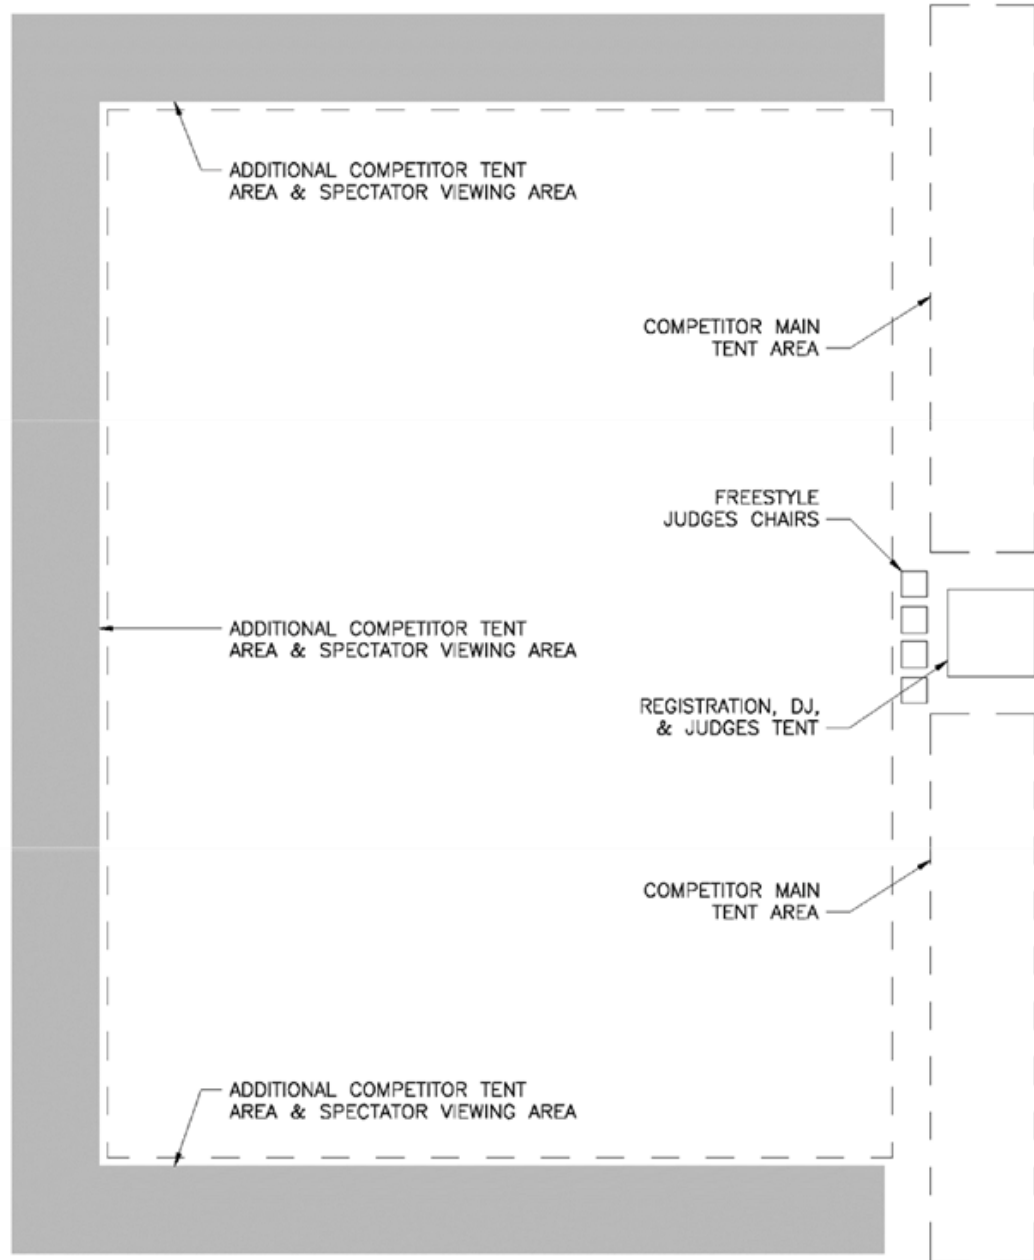 ADDITIONAL COMPETITOR TENT
AREA & SPECTATOR VIEWING AREA
COMPETITOR MAIN
TENT AREA
FREESTYLE
JUDGES CHAIRS
ADDITIONAL COMPETITOR TENT
AREA & SPECTATOR VIEWING AREA
REGISTRATION, DJ,
& JUDGES TENT
COMPETITOR MAIN
TENT AREA
ADDITIONAL COMPETITOR TENT
AREA & SPECTATOR VIEWING AREA